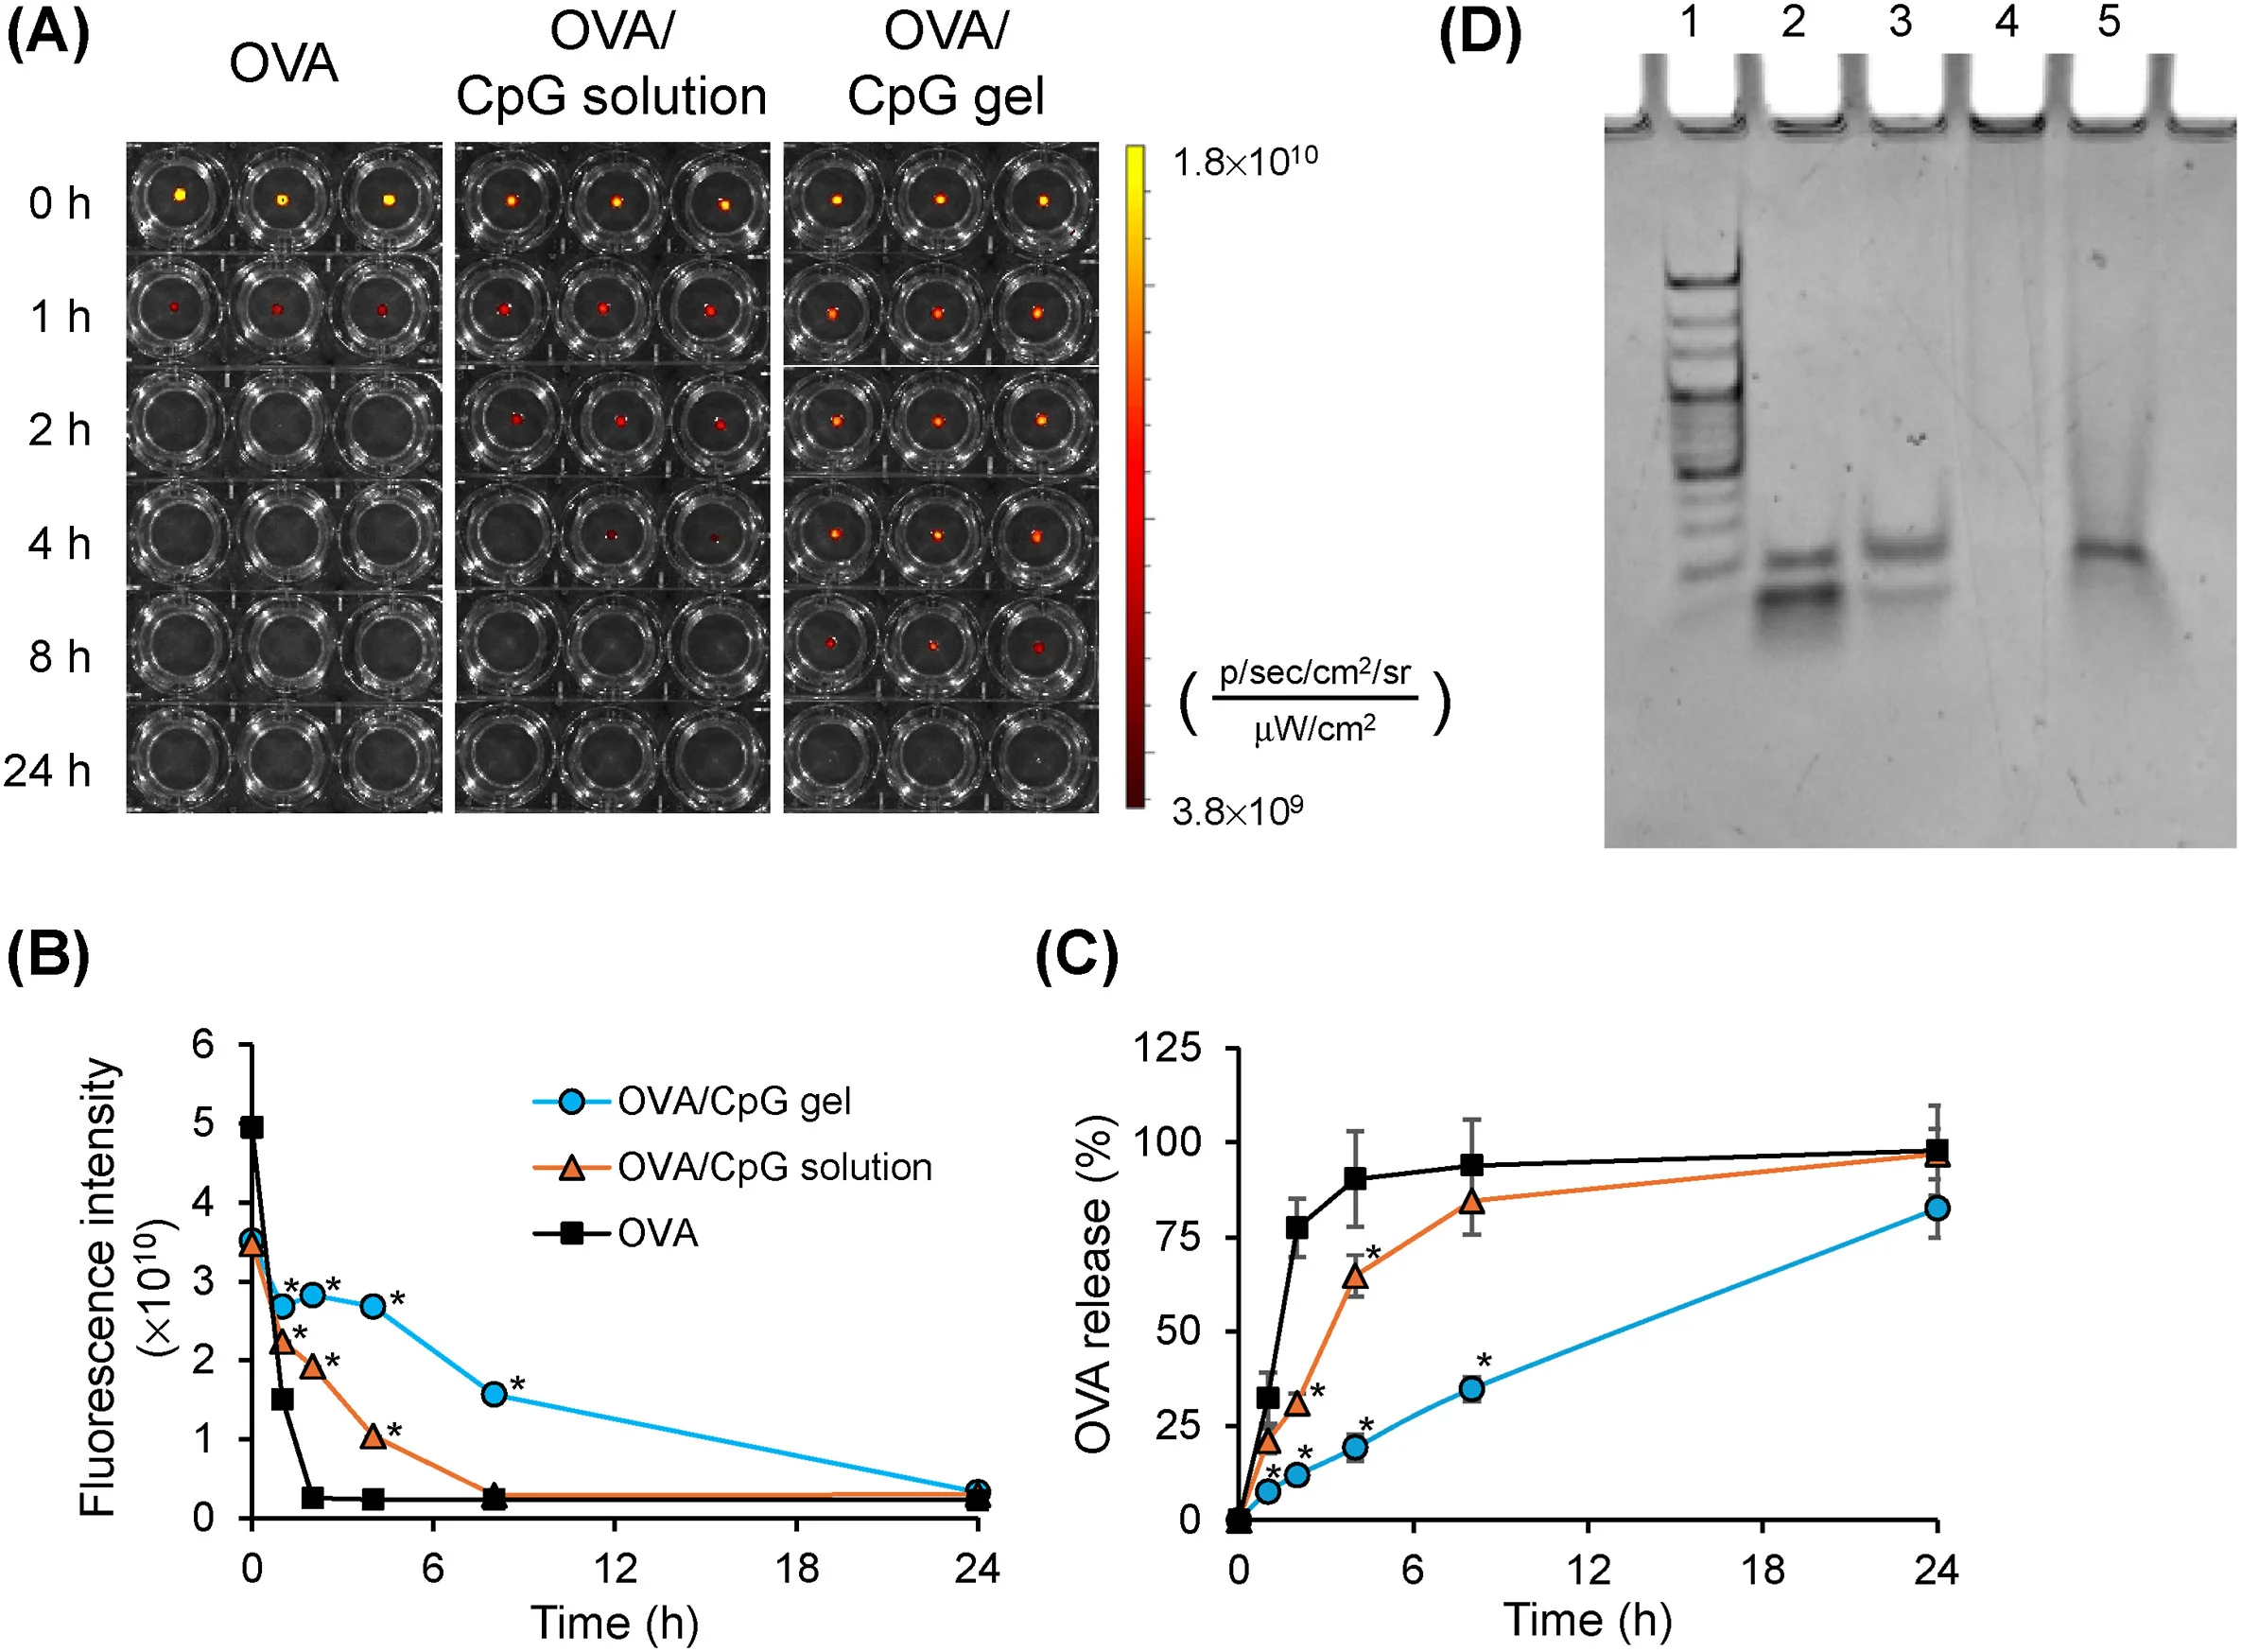 (A)
OVA
OVA/
CpG solution
OVA/
CpG gel
0 h
1 h
2 h
4 h
8 h
24 h
1.8×10¹⁰
3.8×10⁹
( p/sec/cm²/sr
μW/cm² )
(D)
1 2 3 4 5
(B)
Fluorescence intensity
(×10¹⁰)
6
5
4
3
2
1
0
OVA/CpG gel
OVA/CpG solution
OVA
* * *
*
*
*
*
0 6 12 18 24
Time (h)
(C)
OVA release (%)
125
100
75
50
25
0
*
*
*
*
*
*
0 6 12 18 24
Time (h)